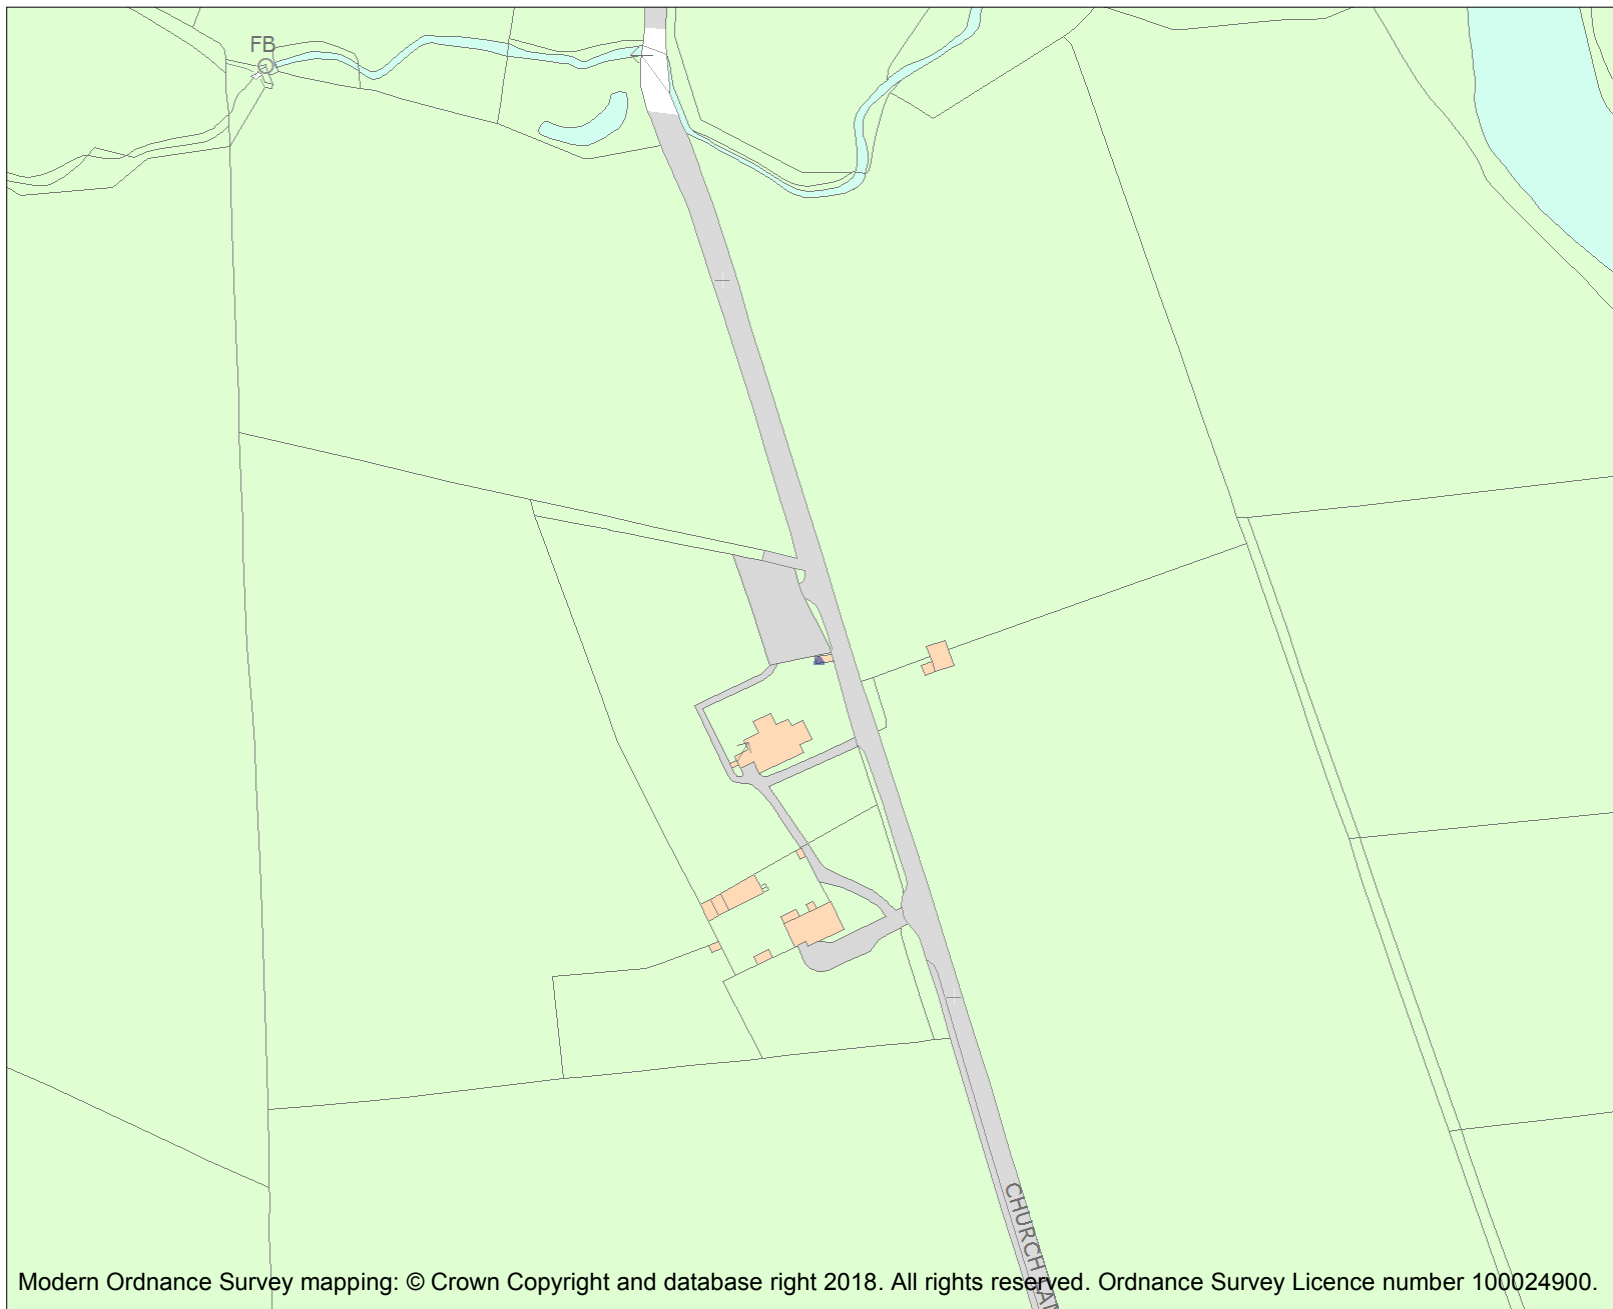 FB
CHURCH
Modern Ordnance Survey mapping: © Crown Copyright and database right 2018. All rights reserved. Ordnance Survey Licence number 100024900.